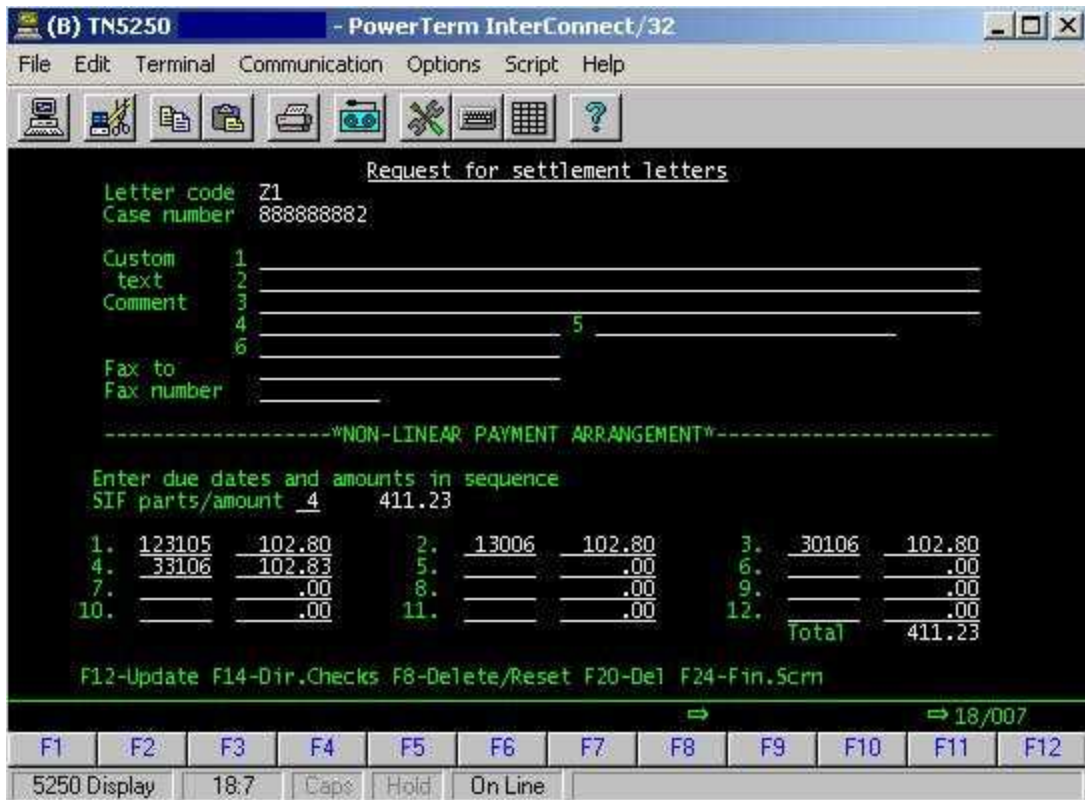 (B) TN5250 - PowerTerm InterConnect/32
File Edit Terminal Communication Options Script Help
Request for settlement letters
Letter code Z1
Case number 888888882
Custom 1
text 2
Comment 3
4 5
6
Fax to
Fax number
-------------------*NON-LINEAR PAYMENT ARRANGEMENT*-----------------------
Enter due dates and amounts in sequence
SIF parts/amount 4 411.23
1. 123105 102.80 2. 13006 102.80 3. 30106 102.80
4. 33106 102.83 5. .00 6. .00
7. .00 8. .00 9. .00
10. .00 11. .00 12. .00
Total 411.23
F12-Update F14-Dir.Checks F8-Delete/Reset F20-Del F24-Fin.Scrn
⇨ ⇨ 18/007
F1 F2 F3 F4 F5 F6 F7 F8 F9 F10 F11 F12
5250 Display 18:7 Caps Hold On Line